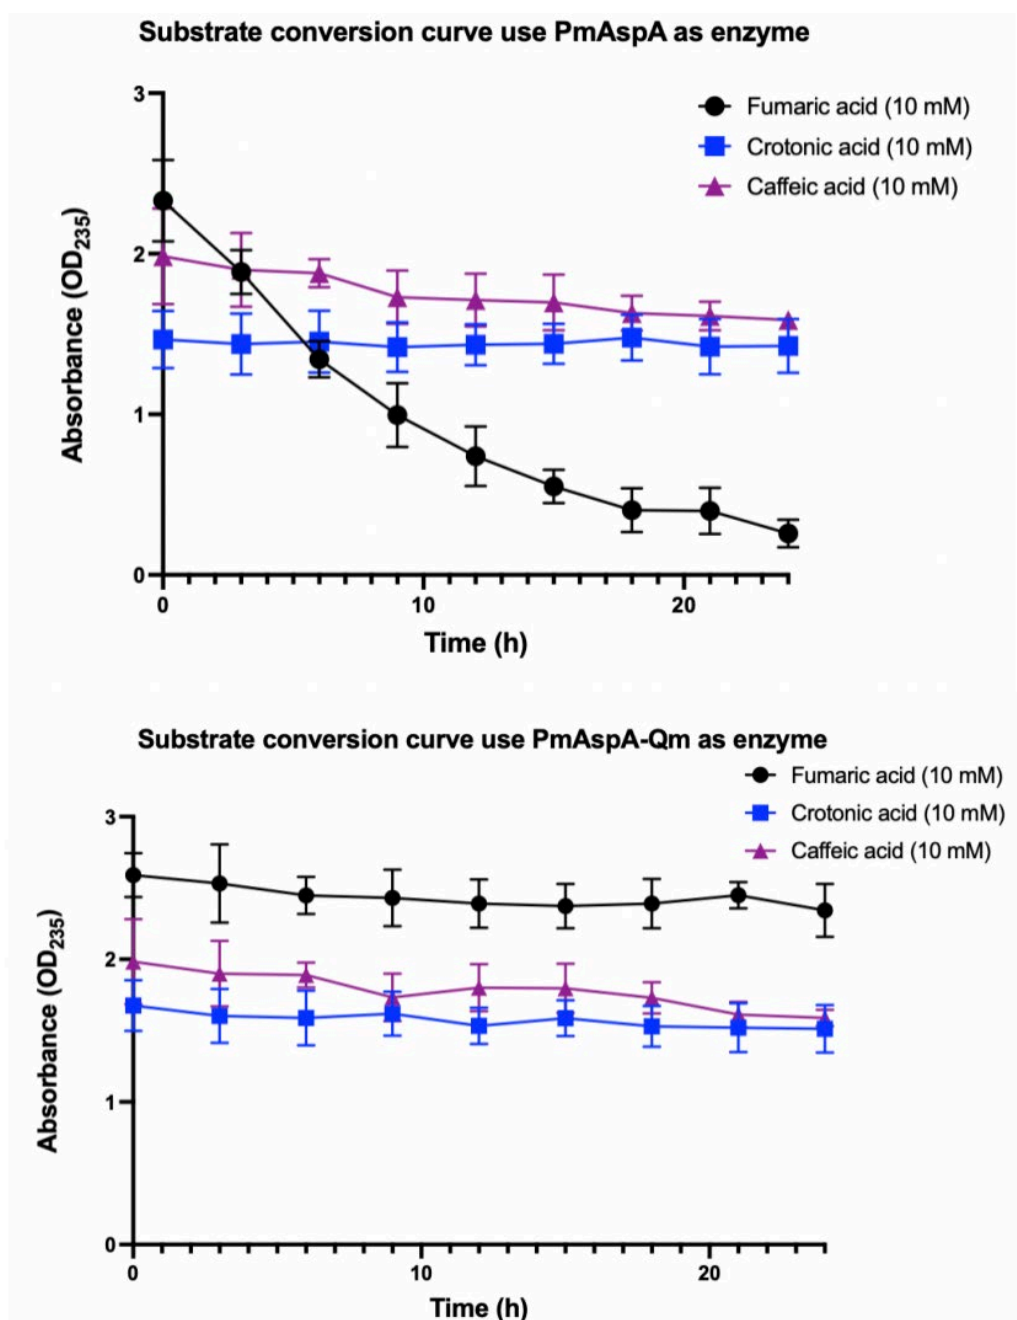 Substrate conversion curve use PmAspA as enzyme
Fumaric acid (10 mM)
Crotonic acid (10 mM)
Caffeic acid (10 mM)
Absorbance (OD235)
3
2
1
0
0 10 20
Time (h)
Substrate conversion curve use PmAspA-Qm as enzyme
Fumaric acid (10 mM)
Crotonic acid (10 mM)
Caffeic acid (10 mM)
Absorbance (OD235)
3
2
1
0
0 10 20
Time (h)